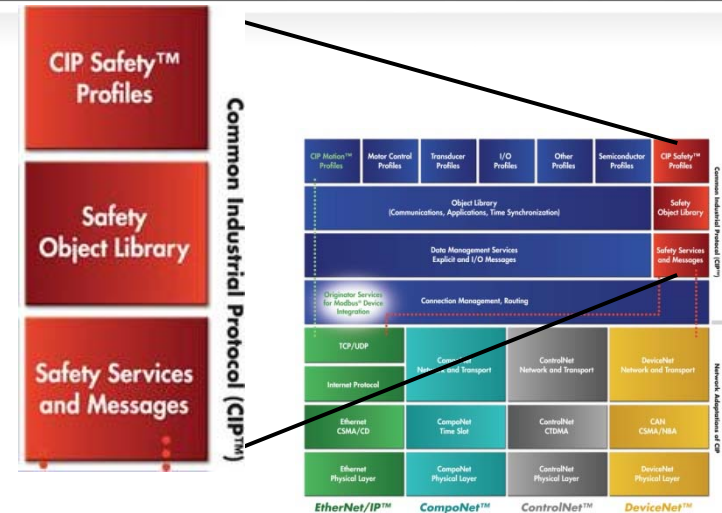 CIP Safety™
Profiles
Safety
Object Library
Safety Services
and Messages
Common Industrial Protocol (CIP™)
CIP Motion™
Profiles
Motor Control
Profiles
Transducer
Profiles
I/O
Profiles
Other
Profiles
Semiconductor
Profiles
CIP Safety™
Profiles
Object Library
(Communications, Applications, Time Synchronization)
Safety
Object Library
Data Management Services
Explicit and I/O Messages
Safety Services
and Messages
Originator Services
for Modbus® Device
Integration
Connection Management, Routing
Common Industrial Protocol (CIP™)
TCP/UDP
Internet Protocol
CompoNet
Network and Transport
ControlNet
Network and Transport
DeviceNet
Network and Transport
Ethernet
CSMA/CD
CompoNet
Time Slot
ControlNet
CTDMA
CAN
CSMA/NBA
Ethernet
Physical Layer
CompoNet
Physical Layer
ControlNet
Physical Layer
DeviceNet
Physical Layer
Network Adaptations of CIP
EtherNet/IP™
CompoNet™
ControlNet™
DeviceNet™